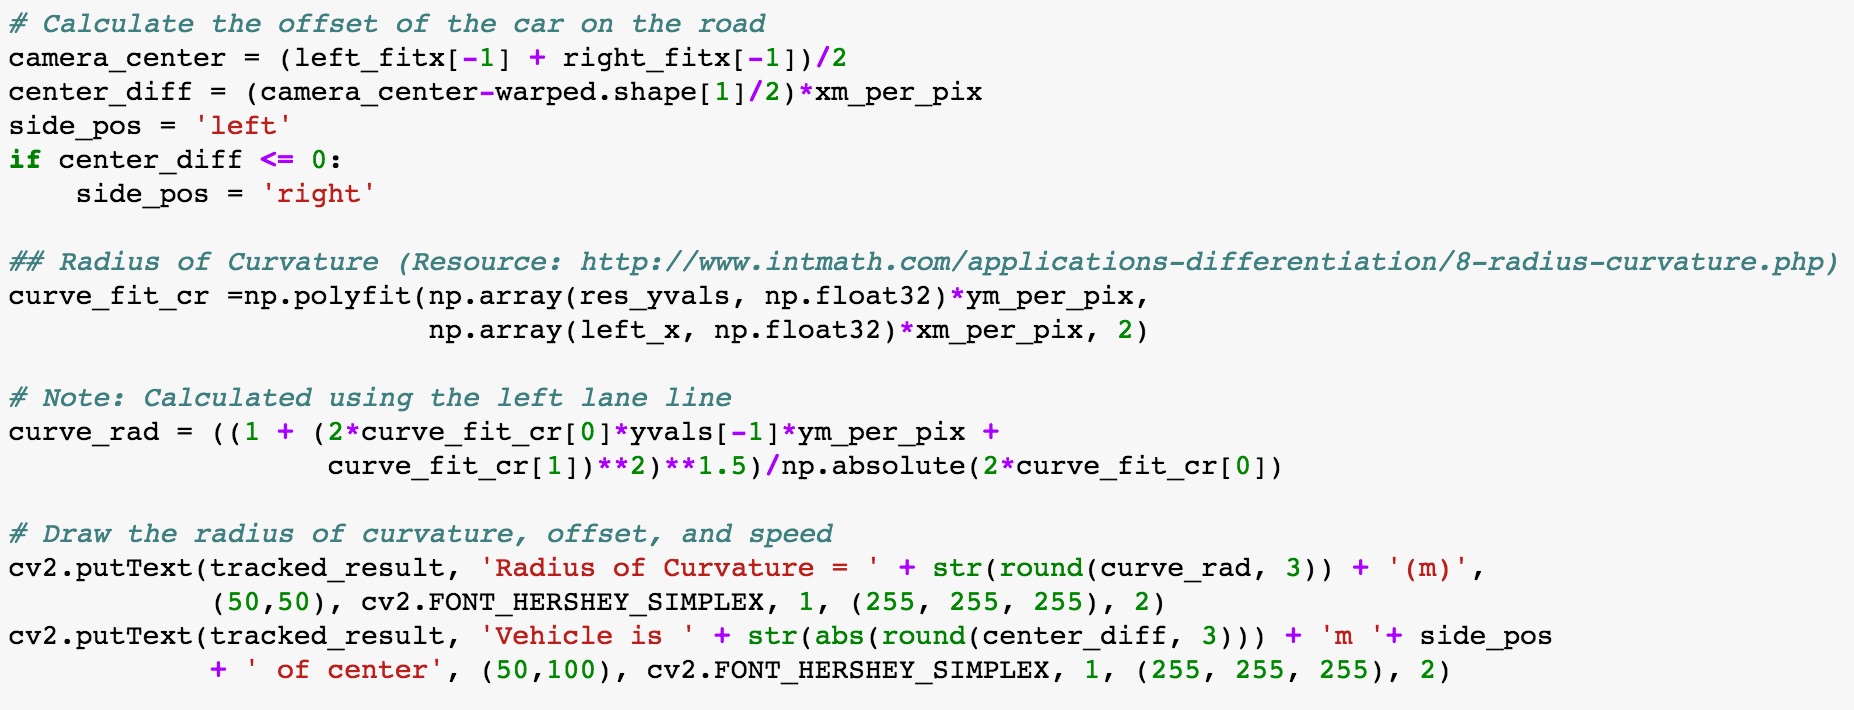 # Calculate the offset of the car on the road
camera_center = (left_fitx[-1] + right_fitx[-1])/2
center_diff = (camera_center-warped.shape[1]/2)*xm_per_pix
side_pos = 'left'
if center_diff <= 0:
    side_pos = 'right'

## Radius of Curvature (Resource: http://www.intmath.com/applications-differentiation/8-radius-curvature.php)
curve_fit_cr =np.polyfit(np.array(res_yvals, np.float32)*ym_per_pix,
                         np.array(left_x, np.float32)*xm_per_pix, 2)

# Note: Calculated using the left lane line
curve_rad = ((1 + (2*curve_fit_cr[0]*yvals[-1]*ym_per_pix +
                   curve_fit_cr[1])**2)**1.5)/np.absolute(2*curve_fit_cr[0])

# Draw the radius of curvature, offset, and speed
cv2.putText(tracked_result, 'Radius of Curvature = ' + str(round(curve_rad, 3)) + '(m)',
            (50,50), cv2.FONT_HERSHEY_SIMPLEX, 1, (255, 255, 255), 2)
cv2.putText(tracked_result, 'Vehicle is ' + str(abs(round(center_diff, 3))) + 'm '+ side_pos
            + ' of center', (50,100), cv2.FONT_HERSHEY_SIMPLEX, 1, (255, 255, 255), 2)